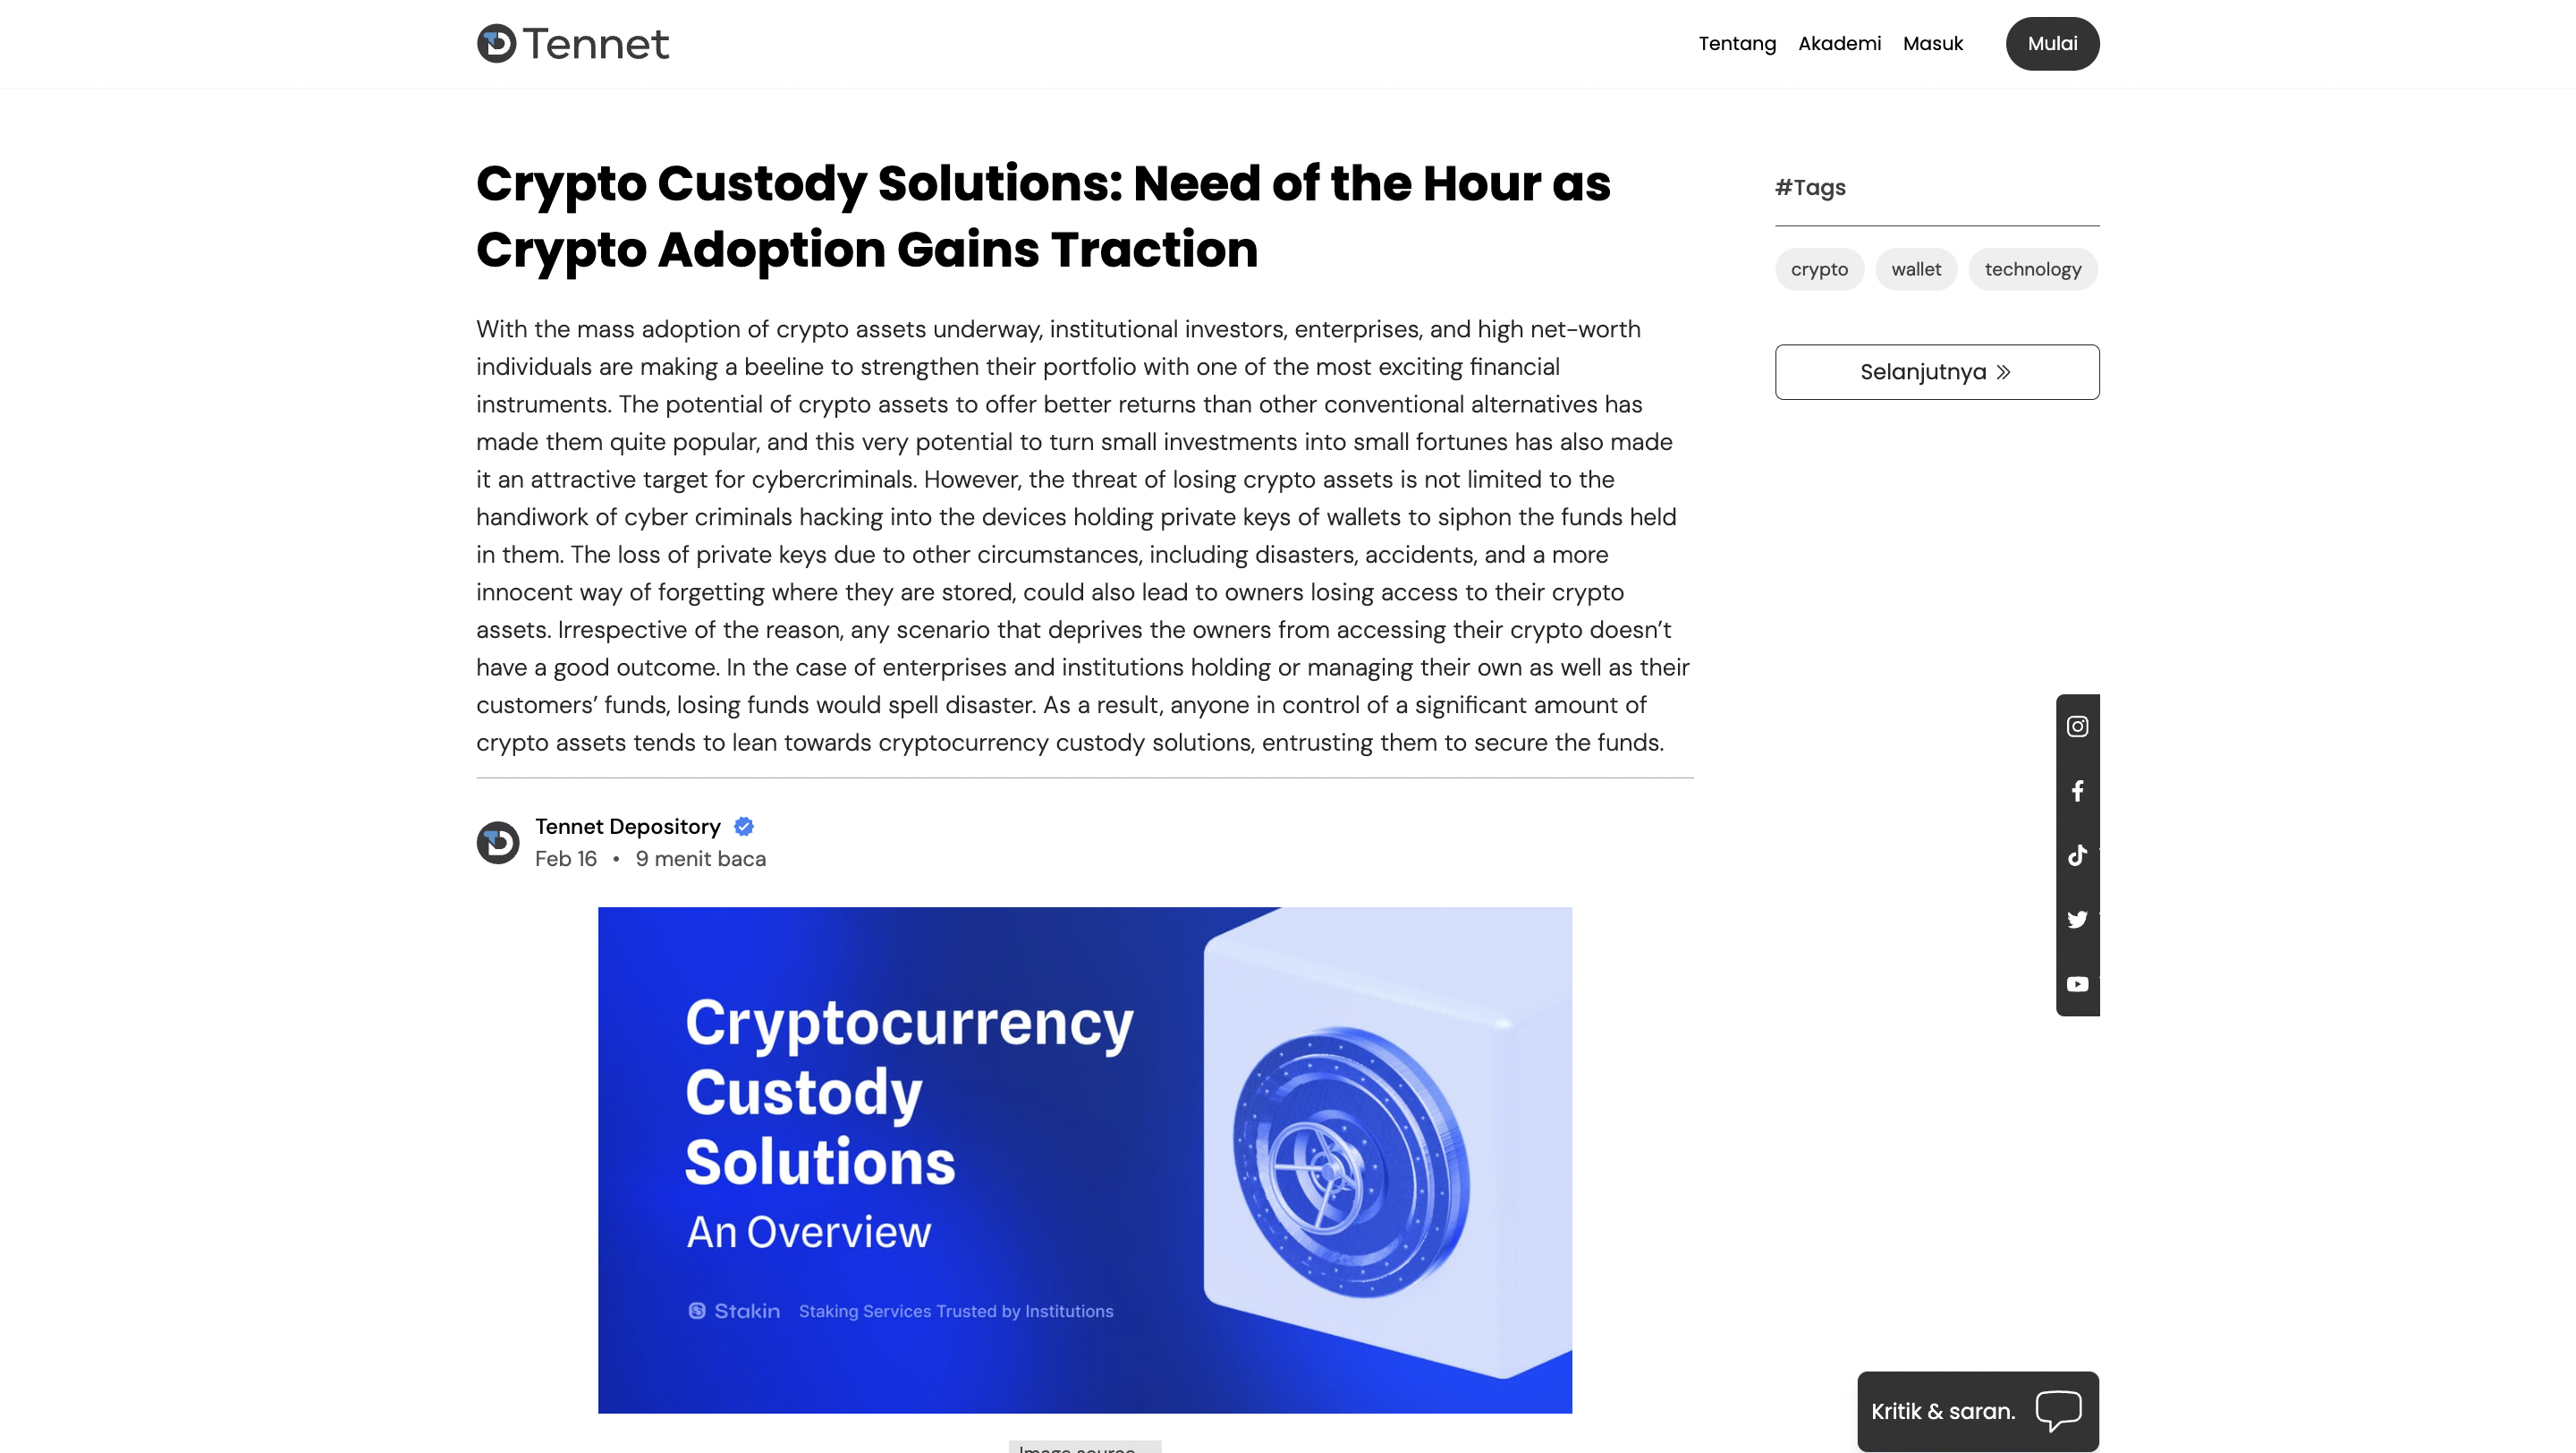 Tennet
Tentang Akademi Masuk Mulai
Crypto Custody Solutions: Need of the Hour as
Crypto Adoption Gains Traction
With the mass adoption of crypto assets underway, institutional investors, enterprises, and high net-worth
individuals are making a beeline to strengthen their portfolio with one of the most exciting financial
instruments. The potential of crypto assets to offer better returns than other conventional alternatives has
made them quite popular, and this very potential to turn small investments into small fortunes has also made
it an attractive target for cybercriminals. However, the threat of losing crypto assets is not limited to the
handiwork of cyber criminals hacking into the devices holding private keys of wallets to siphon the funds held
in them. The loss of private keys due to other circumstances, including disasters, accidents, and a more
innocent way of forgetting where they are stored, could also lead to owners losing access to their crypto
assets. Irrespective of the reason, any scenario that deprives the owners from accessing their crypto doesn’t
have a good outcome. In the case of enterprises and institutions holding or managing their own as well as their
customers’ funds, losing funds would spell disaster. As a result, anyone in control of a significant amount of
crypto assets tends to lean towards cryptocurrency custody solutions, entrusting them to secure the funds.
#Tags
crypto wallet technology
Selanjutnya »
Tennet Depository
Feb 16 • 9 menit baca
Cryptocurrency
Custody
Solutions
An Overview
Stakin Staking Services Trusted by Institutions
Image source
Kritik & saran.